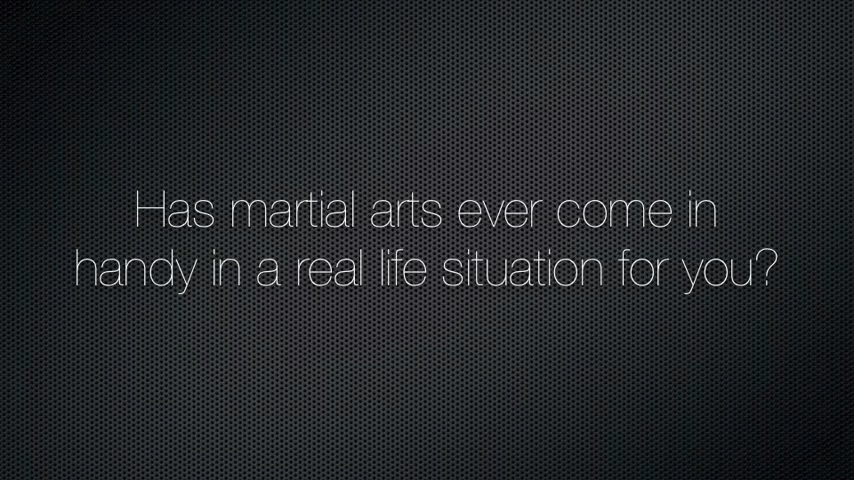 Has martial arts ever come in
handy in a real life situation for you?